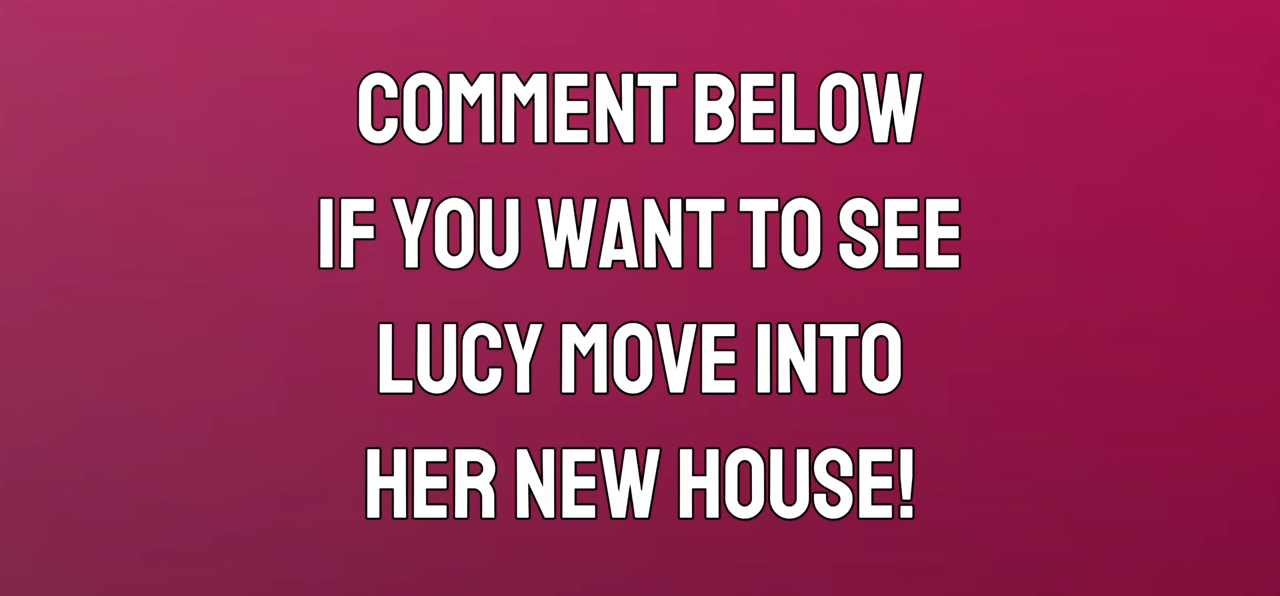 COMMENT BELOW
IF YOU WANT TO SEE
LUCY MOVE INTO
HER NEW HOUSE!